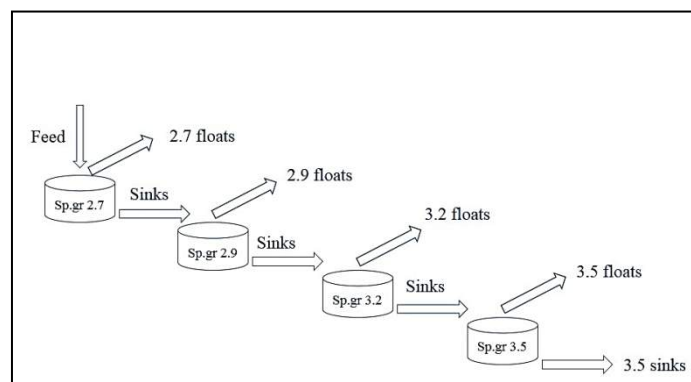 Feed
2.7 floats
Sp.gr 2.7
Sinks
2.9 floats
Sp.gr 2.9
Sinks
3.2 floats
Sp.gr 3.2
Sinks
3.5 floats
Sp.gr 3.5
3.5 sinks